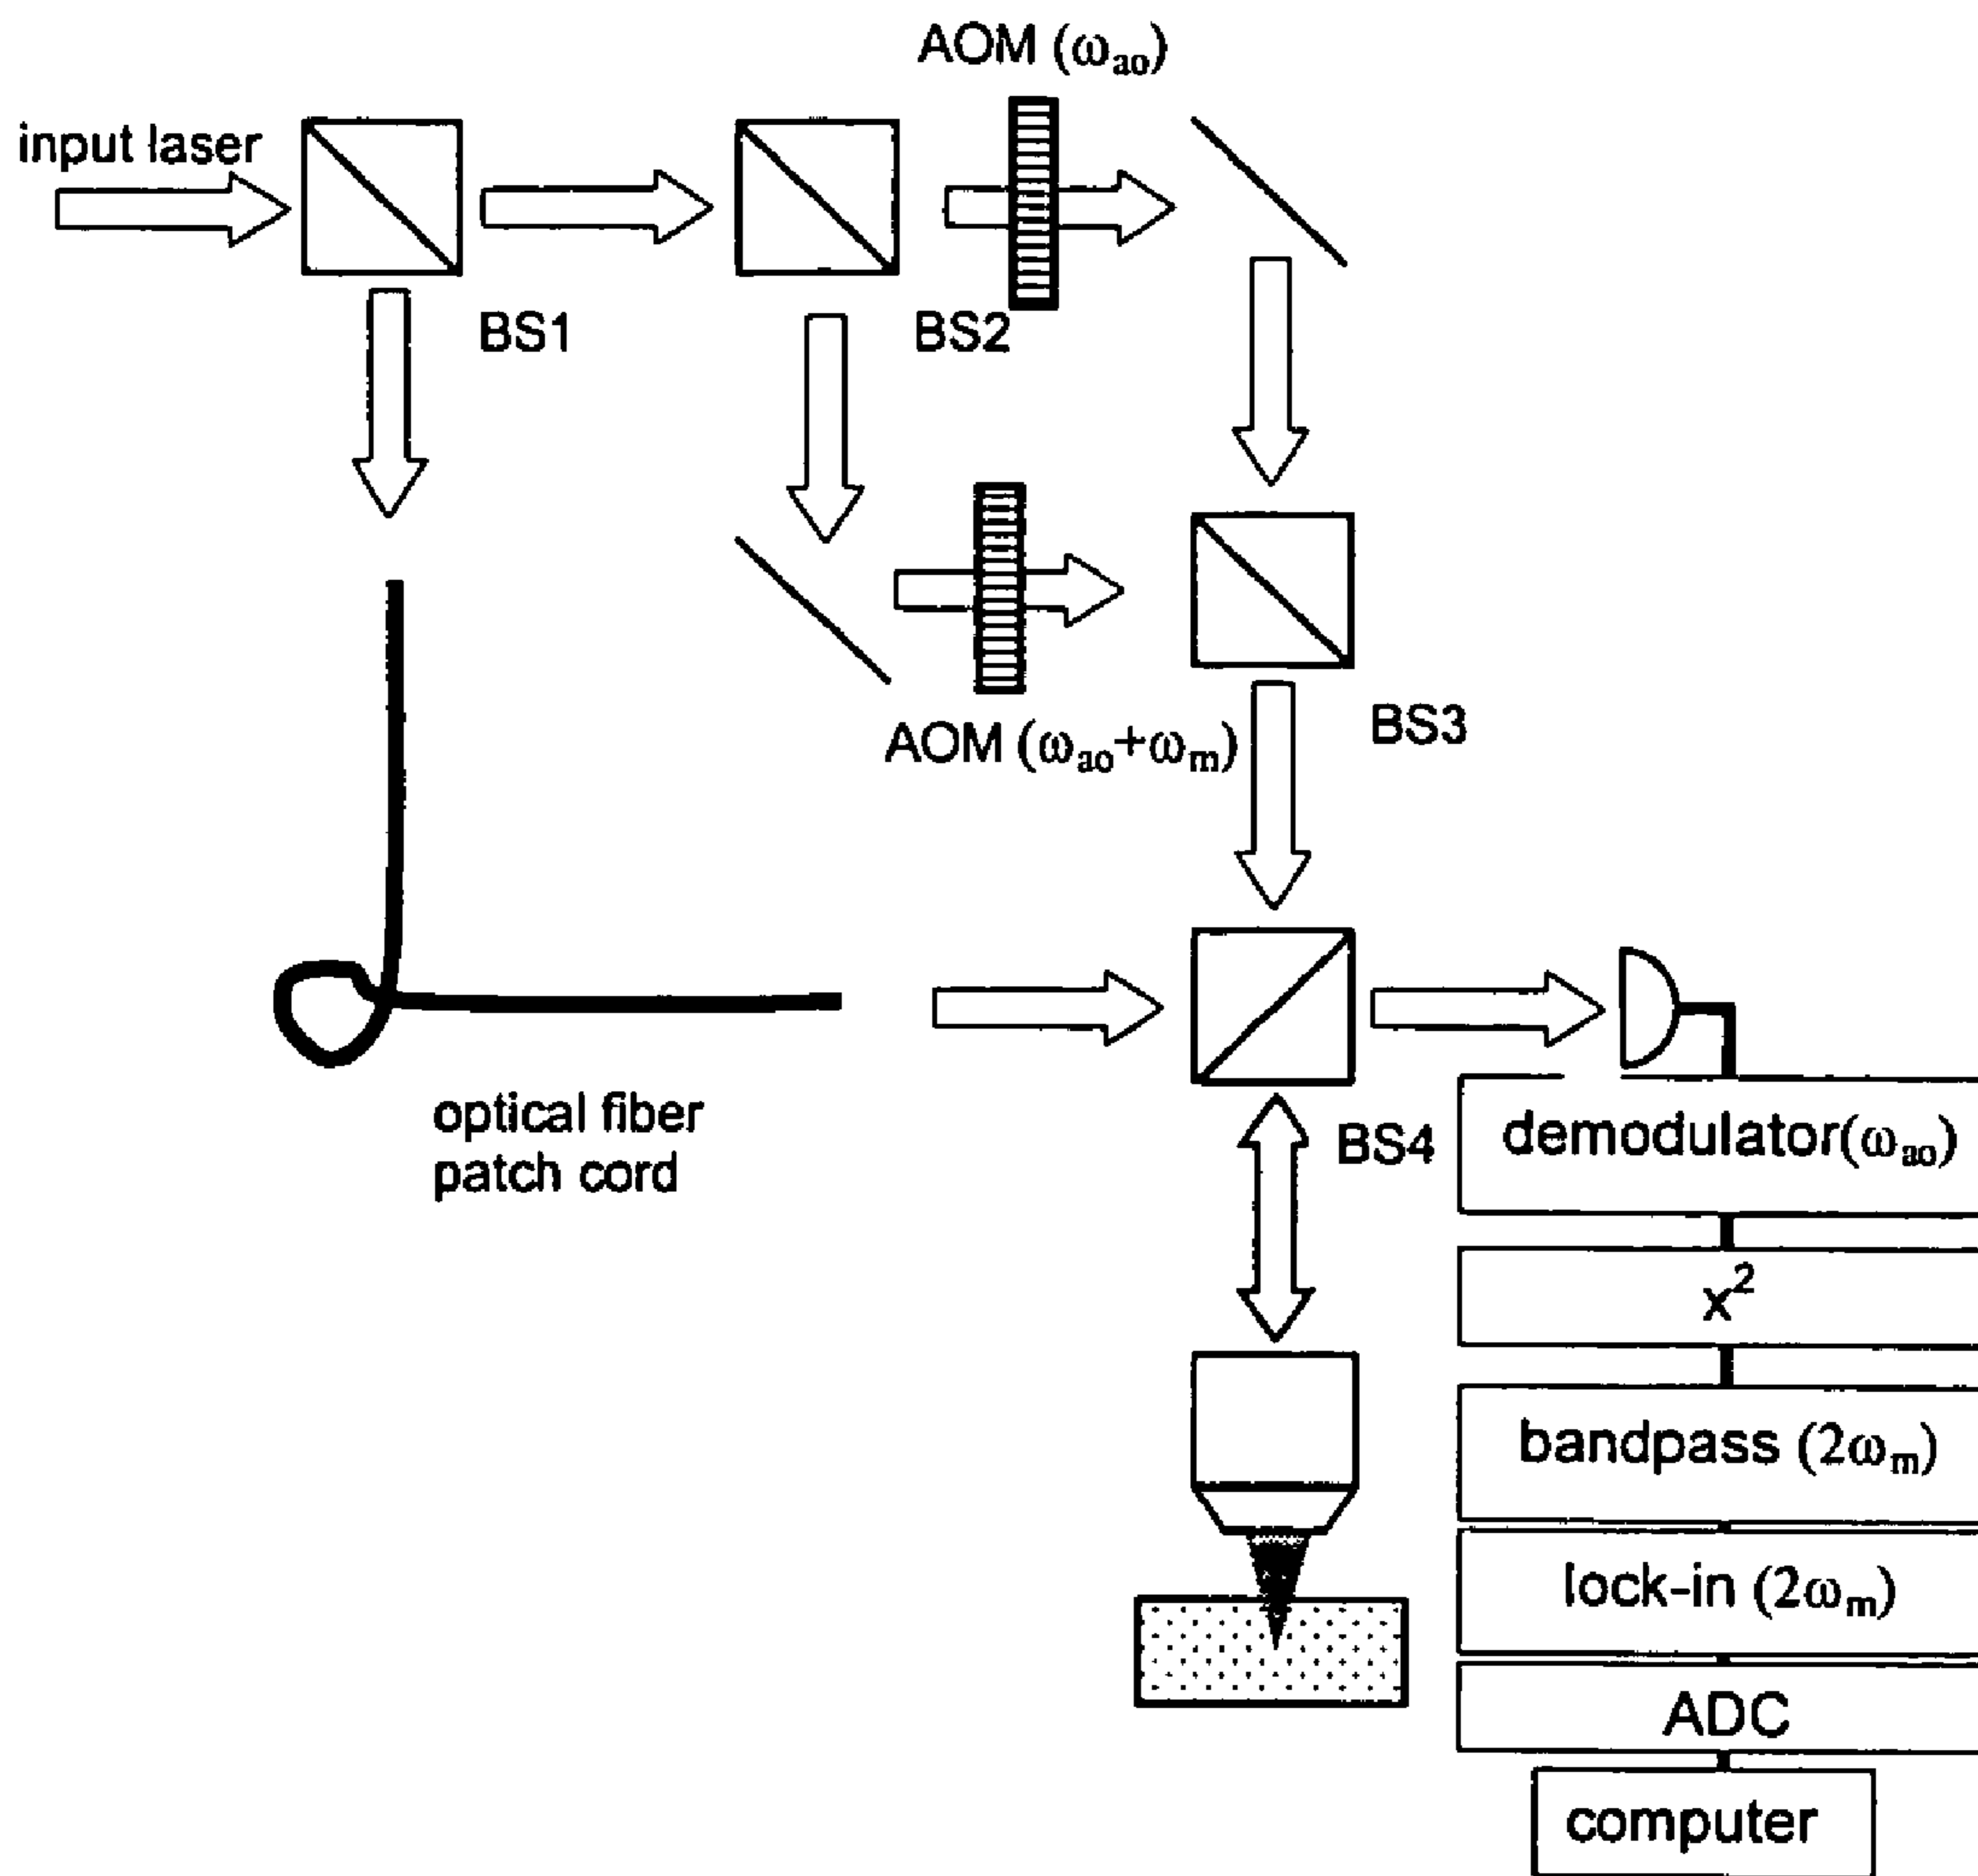 AOM (ω_ao)
input laser
BS1
BS2
AOM (ω_ao+ω_m)
BS3
optical fiber
patch cord
BS4
demodulator(ω_ao)
x²
bandpass (2ω_m)
lock-in (2ω_m)
ADC
computer